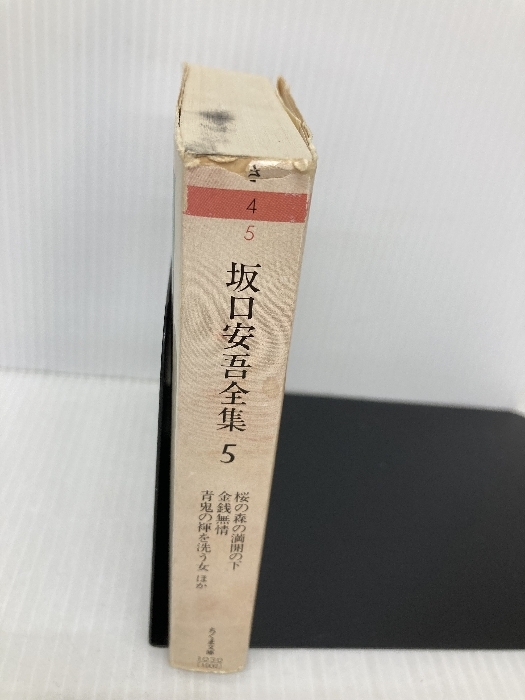 4
5
坂口安吾全集 5
桜の森の満開の下
金銭無情
青鬼の褌を洗う女 ほか
ちくま文庫